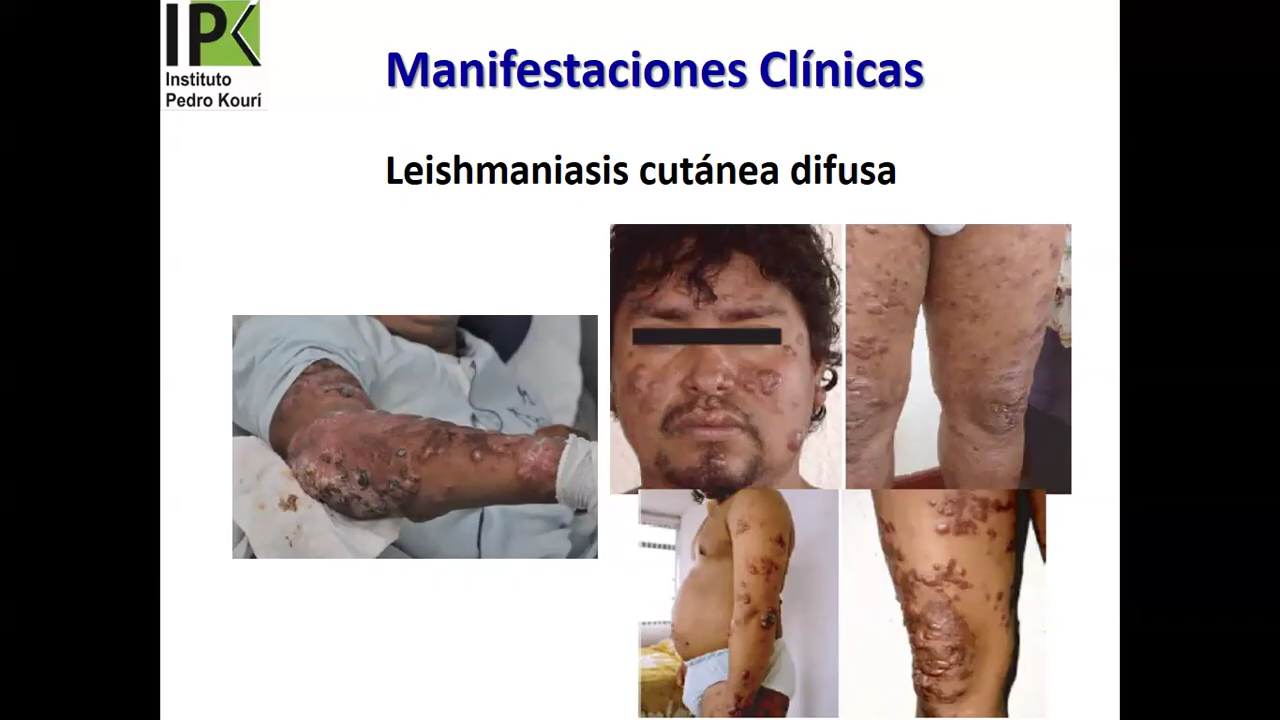 IPK
Instituto
Pedro Kourí
Manifestaciones Clínicas
Leishmaniasis cutánea difusa